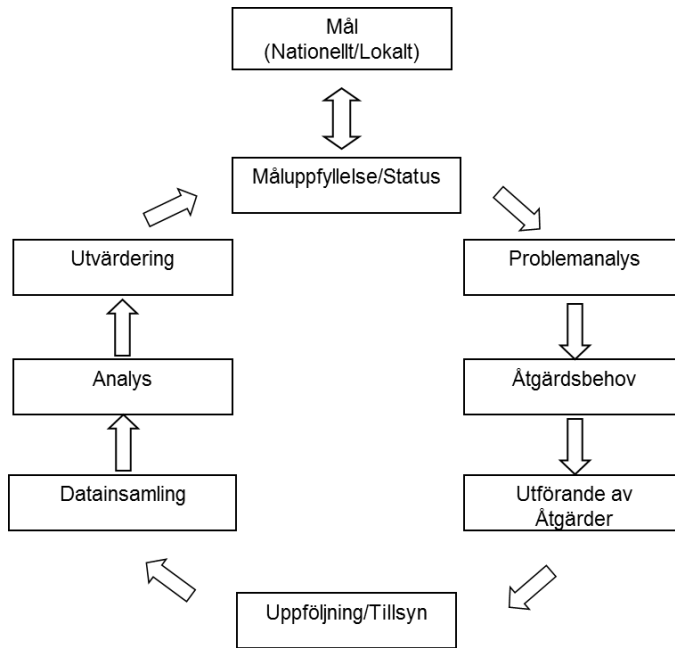 Mål
(Nationellt/Lokalt)
Måluppfyllelse/Status
Utvärdering
Problemanalys
Analys
Åtgärdsbehov
Datainsamling
Utförande av
Åtgärder
Uppföljning/Tillsyn